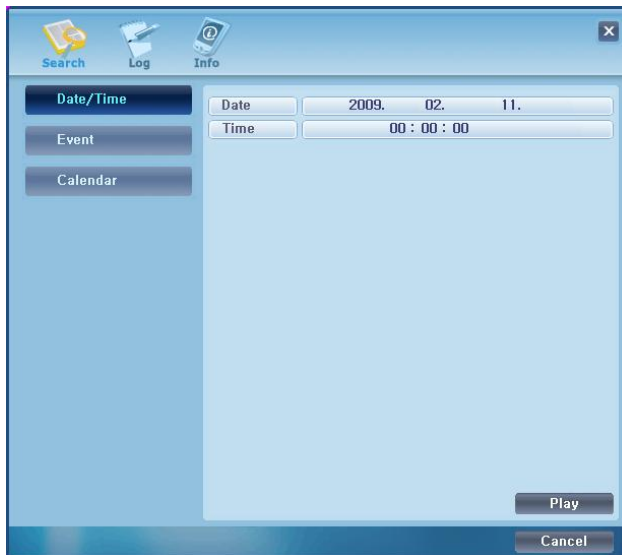 Search Log Info
Date/Time
Event
Calendar
Date 2009. 02. 11.
Time 00 : 00 : 00
Play
Cancel